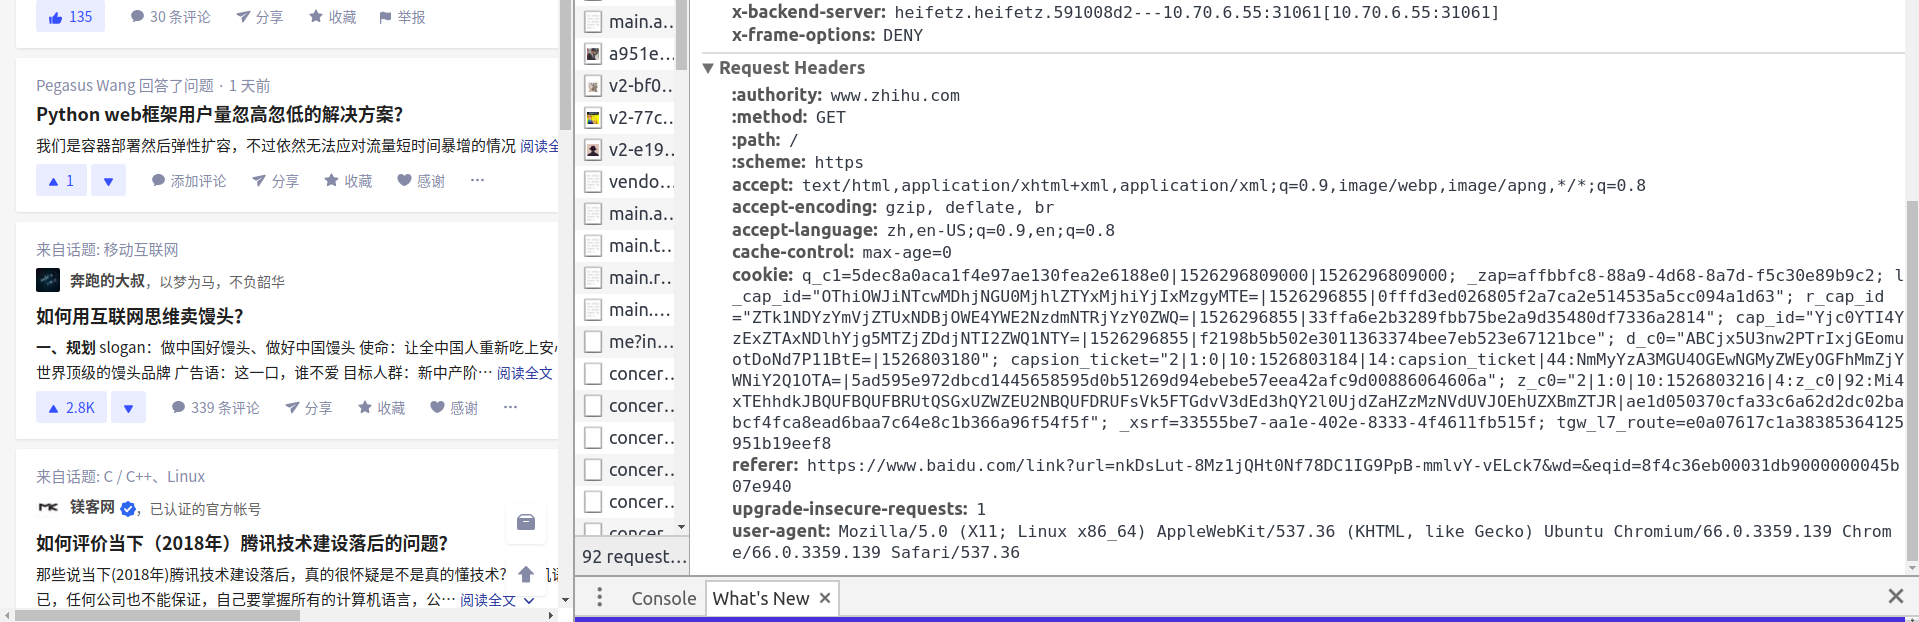 135 30 条评论 分享 收藏 举报
Pegasus Wang 回答了问题 · 1 天前
Python web框架用户量忽高忽低的解决方案?
我们是容器部署然后弹性扩容，不过依然无法应对流量短时间暴增的情况 阅读全
1 添加评论 分享 收藏 感谢 ···
来自话题: 移动互联网
奔跑的大叔，以梦为马，不负韶华
如何用互联网思维卖馒头?
一、规划 slogan：做中国好馒头、做好中国馒头 使命：让全中国人重新吃上安心
世界顶级的馒头品牌 广告语：这一口，谁不爱 目标人群：新中产阶··· 阅读全文
2.8K 339 条评论 分享 收藏 感谢 ···
来自话题: C / C++、Linux
镁客网，已认证的官方帐号
如何评价当下（2018年）腾讯技术建设落后的问题?
那些说当下(2018年)腾讯技术建设落后，真的很怀疑是不是真的懂技术?
已，任何公司也不能保证，自己要掌握所有的计算机语言，公··· 阅读全文
main.a...
a951e...
v2-bf0...
v2-77c...
v2-e19...
vendo...
main.a...
main.t...
main.r...
main....
me?in...
concer...
concer...
concer...
concer...
concer...
concer
92 request...
x-backend-server: heifetz.heifetz.591008d2---10.70.6.55:31061[10.70.6.55:31061]
x-frame-options: DENY
▼ Request Headers
:authority: www.zhihu.com
:method: GET
:path: /
:scheme: https
accept: text/html,application/xhtml+xml,application/xml;q=0.9,image/webp,image/apng,*/*;q=0.8
accept-encoding: gzip, deflate, br
accept-language: zh,en-US;q=0.9,en;q=0.8
cache-control: max-age=0
cookie: q_c1=5dec8a0aca1f4e97ae130fea2e6188e0|1526296809000|1526296809000; _zap=affbbfc8-88a9-4d68-8a7d-f5c30e89b9c2; l
_cap_id="OThiOWJiNTcwMDhjNGU0MjhlZTYxMjhiYjIxMzgyMTE=|1526296855|0fffd3ed026805f2a7ca2e514535a5cc094a1d63"; r_cap_id
="ZTk1NDYzYmVjZTUxNDBjOWE4YWE2NzdmNTRjYzY0ZWQ=|1526296855|33ffa6e2b3289fbb75be2a9d35480df7336a2814"; cap_id="Yjc0YTI4Y
zExZTAxNDlhYjg5MTZjZDdjNTI2ZWQ1NTY=|1526296855|f2198b5b502e3011363374bee7eb523e67121bce"; d_c0="ABCjx5U3nw2PTrIxjGEomu
otDoNd7P11BtE=|1526803180"; capsion_ticket="2|1:0|10:1526803184|14:capsion_ticket|44:NmMyYzA3MGU4OGEwNGMyZWEyOGFhMmZjY
WNiY2Q1OTA=|5ad595e972dbcd1445658595d0b51269d94ebebe57eea42afc9d00886064606a"; z_c0="2|1:0|10:1526803216|4:z_c0|92:Mi4
xTEhhdkJBQUFBQUFBRUtQSGxUZWZEU2NBQUFDRUFsVk5FTGdvV3dEd3hQY2l0UjdZaHZzMzNVdUVJOEhUZXBmZTJR|ae1d050370cfa33c6a62d2dc02ba
bcf4fca8ead6baa7c64e8c1b366a96f54f5f"; _xsrf=33555be7-aa1e-402e-8333-4f4611fb515f; tgw_l7_route=e0a07617c1a38385364125
951b19eef8
referer: https://www.baidu.com/link?url=nkDsLut-8Mz1jQHt0Nf78DC1IG9PpB-mmlvY-vELck7&wd=&eqid=8f4c36eb00031db9000000045b
07e940
upgrade-insecure-requests: 1
user-agent: Mozilla/5.0 (X11; Linux x86_64) AppleWebKit/537.36 (KHTML, like Gecko) Ubuntu Chromium/66.0.3359.139 Chrom
e/66.0.3359.139 Safari/537.36
Console What's New ×